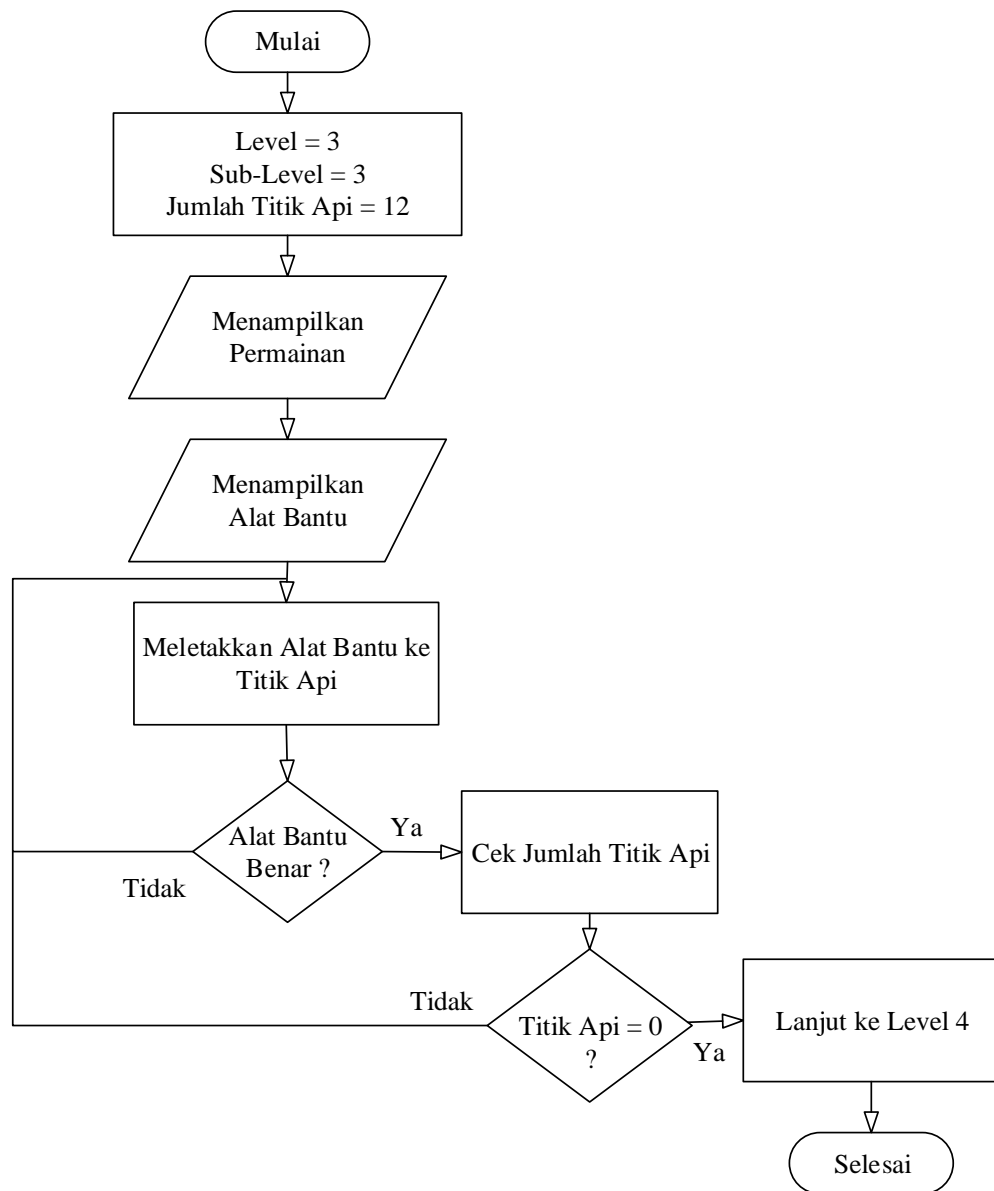 Mulai
Level = 3
Sub-Level = 3
Jumlah Titik Api = 12
Menampilkan
Permainan
Menampilkan
Alat Bantu
Meletakkan Alat Bantu ke
Titik Api
Alat Bantu
Benar ?
Ya
Tidak
Cek Jumlah Titik Api
Titik Api = 0
?
Tidak
Ya
Lanjut ke Level 4
Selesai